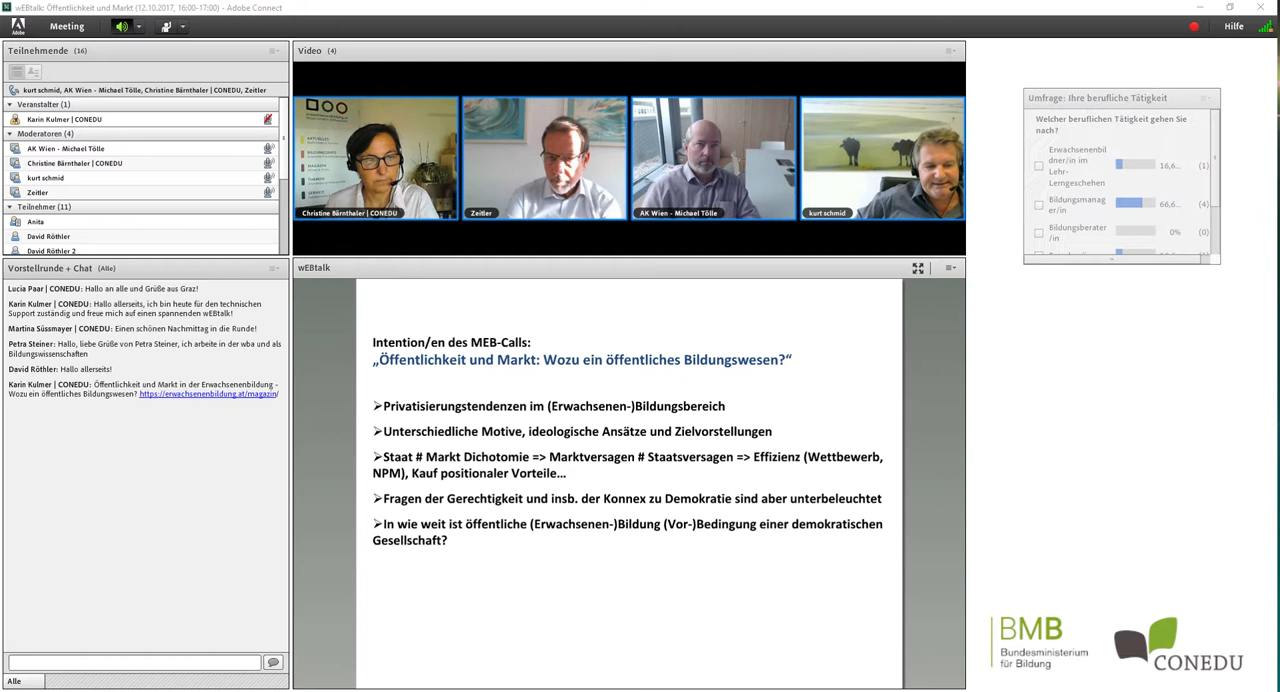 wEBtalk: Öffentlichkeit und Markt (12.10.2017, 16:00-17:00) - Adobe Connect
Adobe
Meeting
Hilfe
Teilnehmende (16)
kurt schmid, AK Wien - Michael Tölle, Christine Bärnthaler | CONEDU, Zeitler
Veranstalter (1)
Karin Kulmer | CONEDU
Moderatoren (4)
AK Wien - Michael Tölle
Christine Bärnthaler | CONEDU
kurt schmid
Zeitler
Teilnehmer (11)
Anita
David Röthler
David Röthler 2
Video (4)
Christine Bärnthaler | CONEDU
Zeitler
AK Wien - Michael Tölle
kurt schmid
Vorstellrunde + Chat (Alle)
Lucia Paar | CONEDU: Hallo an alle und Grüße aus Graz!
Karin Kulmer | CONEDU: Hallo allerseits, ich bin heute für den technischen
Support zuständig und freue mich auf einen spannenden wEBtalk!
Martina Süssmayer | CONEDU: Einen schönen Nachmittag in die Runde!
Petra Steiner: Hallo, liebe Grüße von Petra Steiner, ich arbeite in der wba und als
Bildungswissenschaften
David Röthler: Hallo allerseits!
Karin Kulmer | CONEDU: Öffentlichkeit und Markt in der Erwachsenenbildung -
Wozu ein öffentliches Bildungswesen? https://erwachsenenbildung.at/magazin/
Alle
wEBtalk
Intention/en des MEB-Calls:
„Öffentlichkeit und Markt: Wozu ein öffentliches Bildungswesen?“
➢Privatisierungstendenzen im (Erwachsenen-)Bildungsbereich
➢Unterschiedliche Motive, ideologische Ansätze und Zielvorstellungen
➢Staat # Markt Dichotomie => Marktversagen # Staatsversagen => Effizienz (Wettbewerb,
NPM), Kauf positionaler Vorteile…
➢Fragen der Gerechtigkeit und insb. der Konnex zu Demokratie sind aber unterbeleuchtet
➢In wie weit ist öffentliche (Erwachsenen-)Bildung (Vor-)Bedingung einer demokratischen
Gesellschaft?
Umfrage: Ihre berufliche Tätigkeit
Welcher beruflichen Tätigkeit gehen Sie
nach?
Erwachsenenbil
dner/in im
Lehr-
Lerngeschehen
16,6... (1)
Bildungsmanag
er/in
66,6... (4)
Bildungsberater
/in
0% (0)
BMB
Bundesministerium
für Bildung
CONEDU